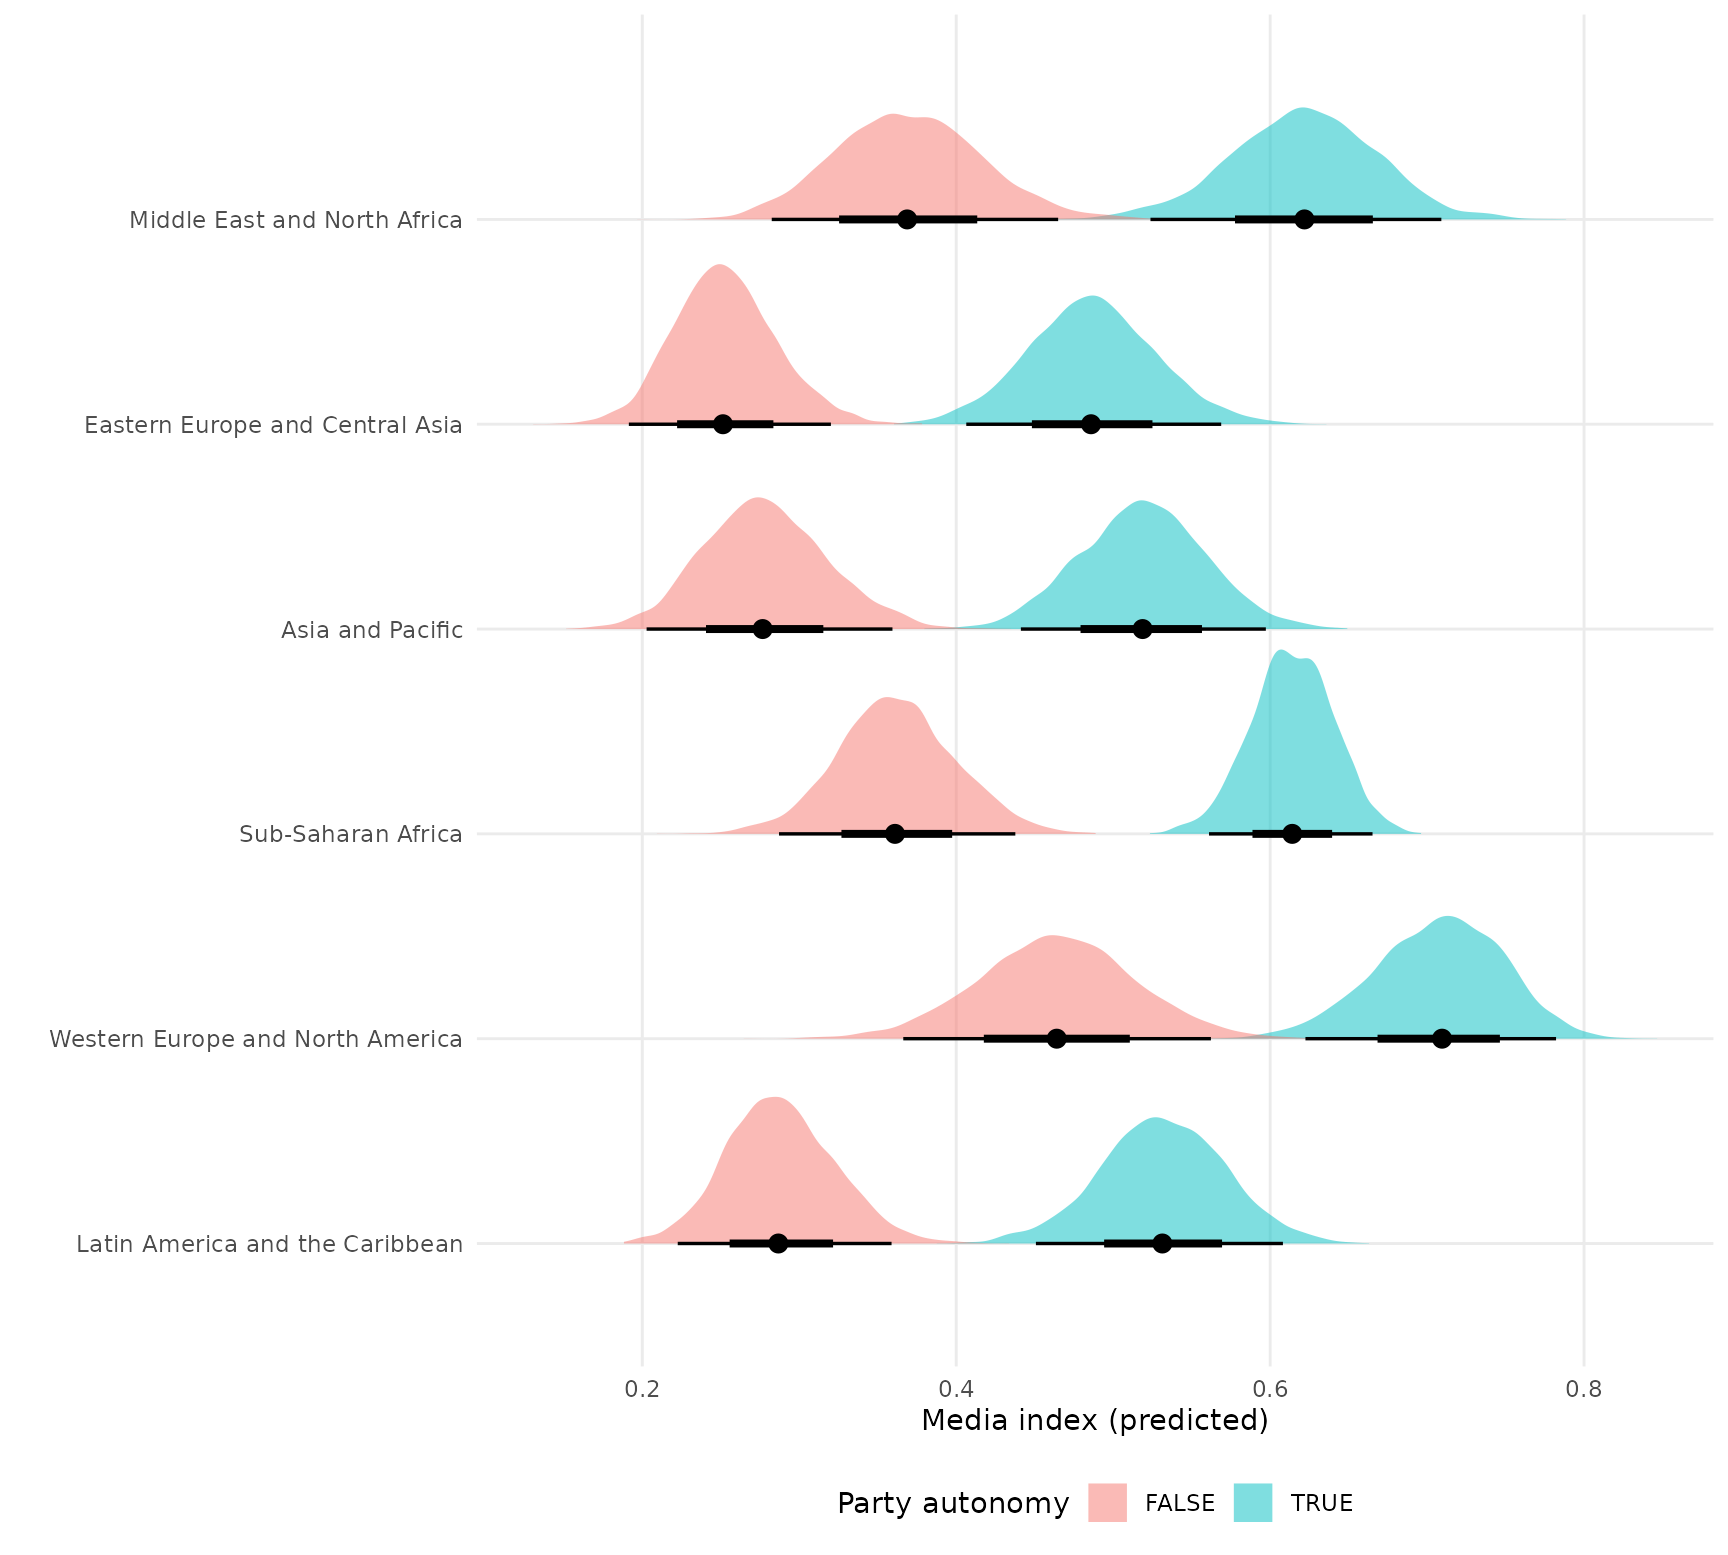 Middle East and North Africa
Eastern Europe and Central Asia
Asia and Pacific
Sub-Saharan Africa
Western Europe and North America
Latin America and the Caribbean
0.2 0.4 0.6 0.8
Media index (predicted)
Party autonomy FALSE TRUE